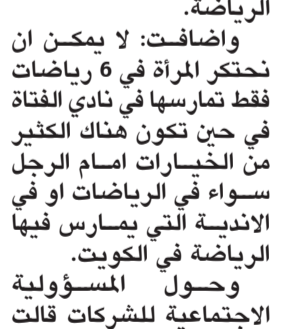 الرياضة.
واضافت: لا يمكن ان
نحتكر المرأة في 6 رياضات
فقط تمارسها في نادي الفتاة
في حين تكون هناك الكثير
من الخيارات امام الرجل
سواء في الرياضات او في
الاندية التي يمارس فيها
الرياضة في الكويت.
وحول المسؤولية
الاجتماعية للشركات قالت